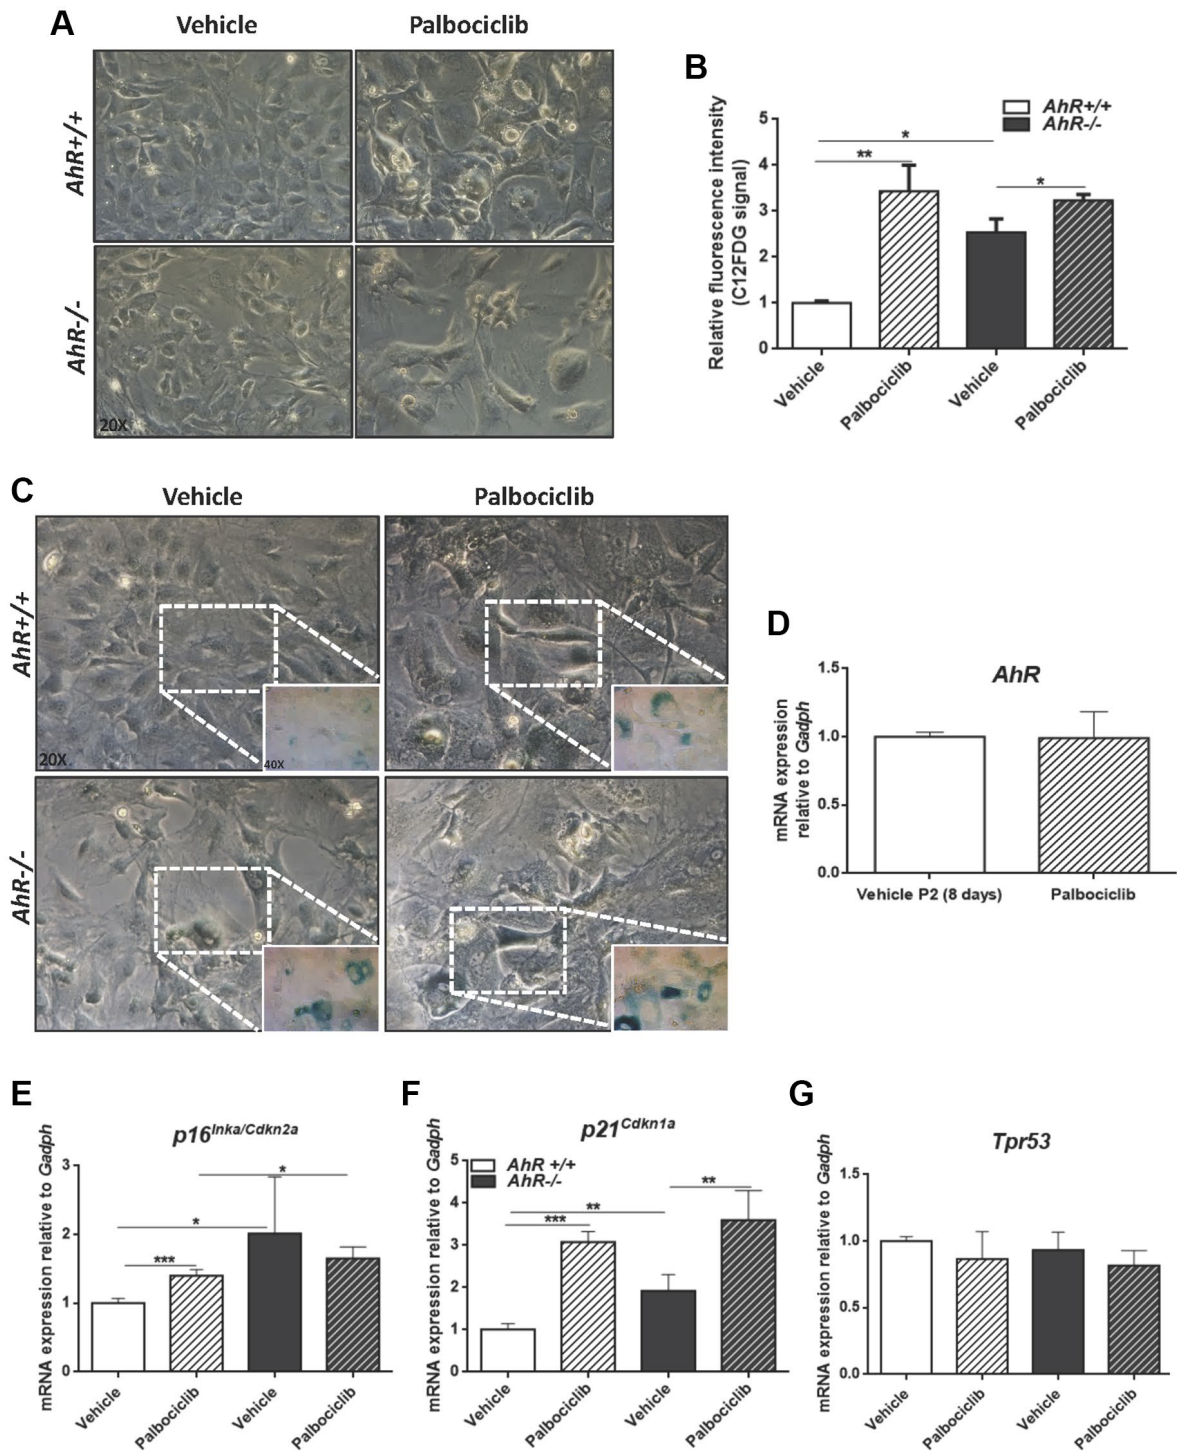 A
Vehicle
Palbociclib
AhR+/+
AhR-/-
20X
B
AhR+/+
AhR-/-
Relative fluorescence intensity
(C12FDG signal)
5
4
3
2
1
0
*
**
*
Vehicle
Palbociclib
Vehicle
Palbociclib
C
Vehicle
Palbociclib
AhR+/+
20X
40X
AhR-/-
D
AhR
mRNA expression
relative to Gadph
1.5
1.0
0.5
0.0
Vehicle P2 (8 days)
Palbociclib
E
p16Inka/Cdkn2a
mRNA expression relative to Gadph
3
2
1
0
*
*
***
Vehicle
Palbociclib
Vehicle
Palbociclib
F
p21Cdkn1a
AhR +/+
AhR-/-
mRNA expression relative to Gadph
5
4
3
2
1
0
**
**
***
Vehicle
Palbociclib
Vehicle
Palbociclib
G
Tpr53
mRNA expression relative to Gadph
1.5
1.0
0.5
0.0
Vehicle
Palbociclib
Vehicle
Palbociclib